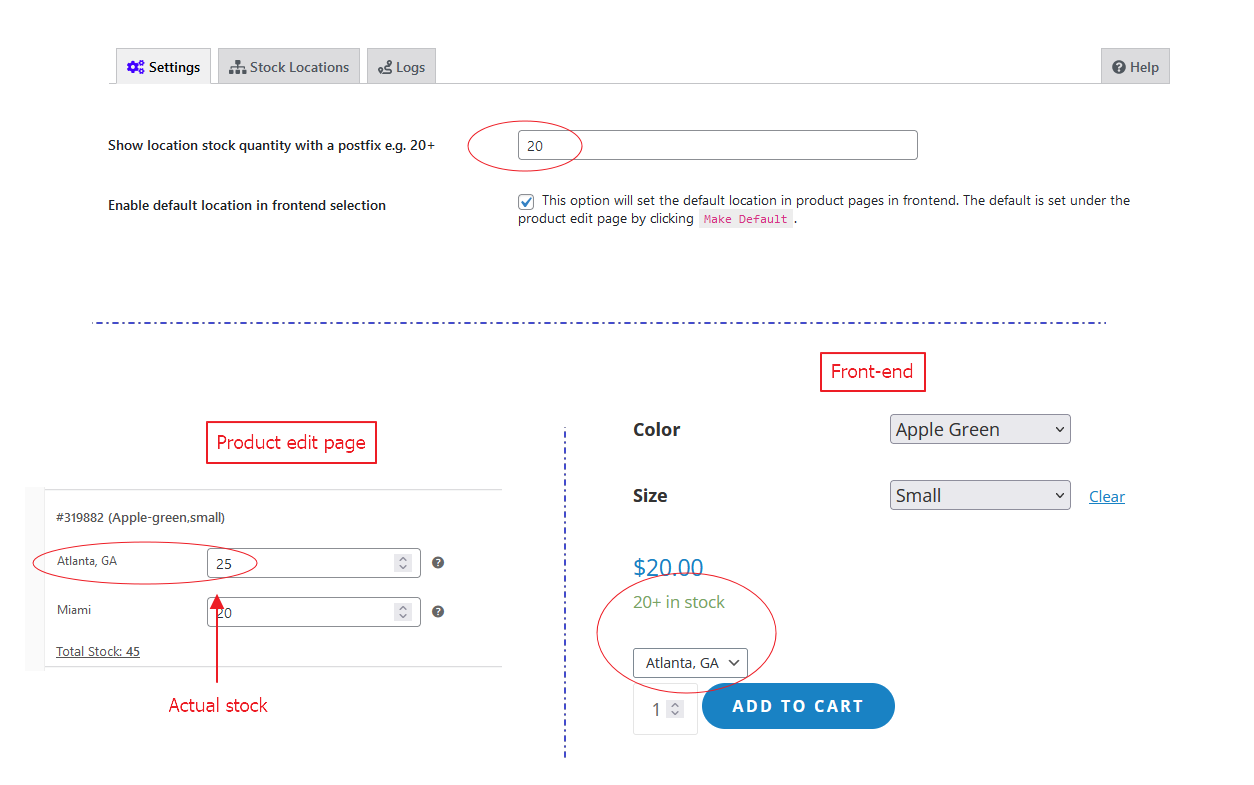 Settings
Stock Locations
Logs
Help
Show location stock quantity with a postfix e.g. 20+
20
Enable default location in frontend selection
This option will set the default location in product pages in frontend. The default is set under the
product edit page by clicking Make Default.
Front-end
Product edit page
#319882 (Apple-green,small)
Atlanta, GA
25
Miami
20
Total Stock: 45
Actual stock
Color
Apple Green
Size
Small
Clear
$20.00
20+ in stock
Atlanta, GA
1
ADD TO CART